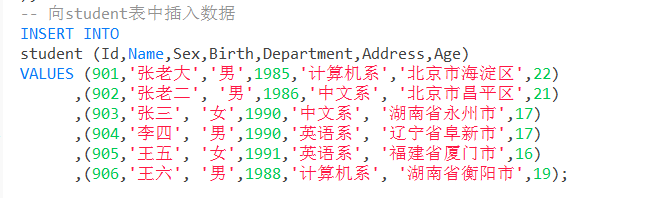 -- 向student表中插入数据
INSERT INTO
student (Id,Name,Sex,Birth,Department,Address,Age)
VALUES (901,'张老大','男',1985,'计算机系','北京市海淀区',22)
,(902,'张老二', '男',1986,'中文系', '北京市昌平区',21)
,(903,'张三', '女',1990,'中文系', '湖南省永州市',17)
,(904,'李四', '男',1990,'英语系', '辽宁省阜新市',17)
,(905,'王五', '女',1991,'英语系', '福建省厦门市',16)
,(906,'王六', '男',1988,'计算机系', '湖南省衡阳市',19);